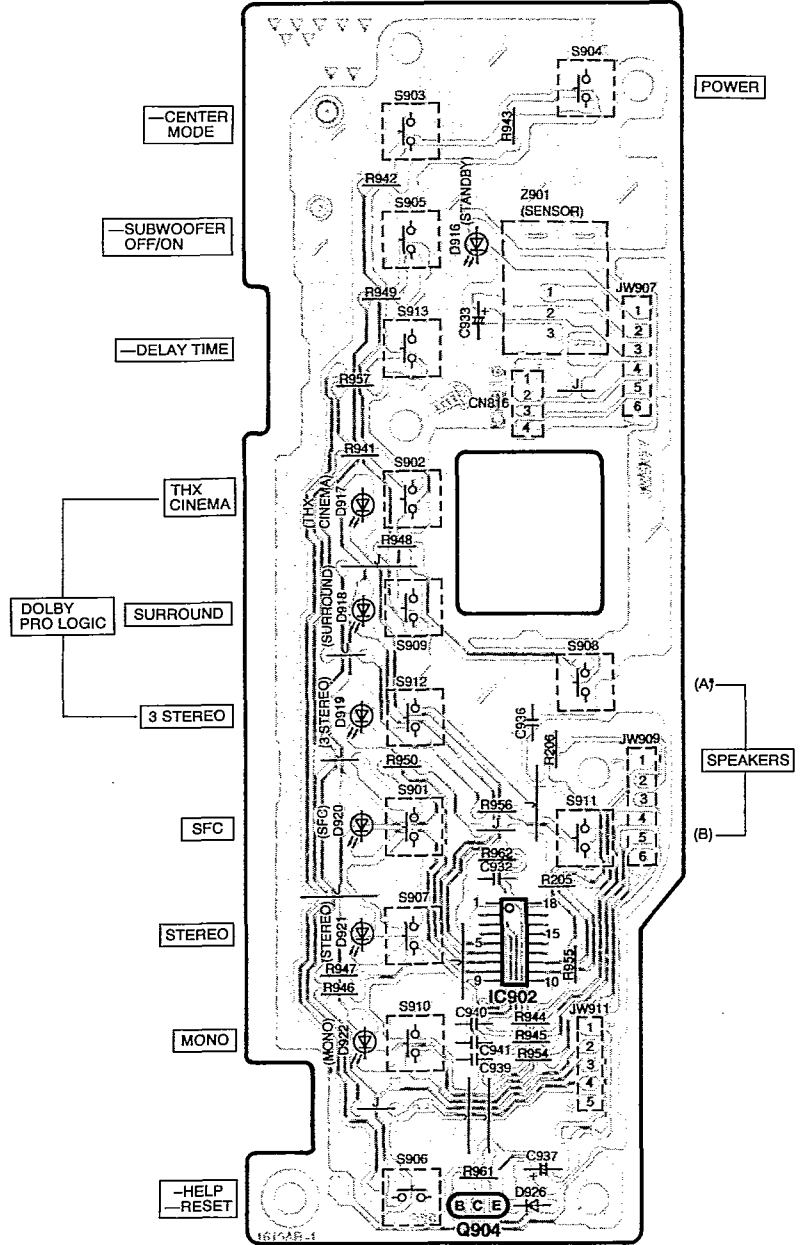 S904
POWER
S903
—CENTER
MODE
R943
R942
S905
D916
(STANDBY)
Z901
(SENSOR)
—SUBWOOFER
OFF/ON
R949
S913
C933
+
1
2
3
JW907
1
2
3
4
5
6
—DELAY TIME
R957
CN816
1
2
3
4
J
R941
S902
THX
CINEMA
(THX
CINEMA)
D917
R948
J
DOLBY
PRO LOGIC
SURROUND
(SURROUND)
D918
S909
J
S908
(A)
S912
3 STEREO
(3 STEREO)
D919
C936
R206
JW909
1
2
3
4
5
6
SPEAKERS
J
R950
S901
SFC
(SFC)
D920
R956
J
S911
(B)
R962
C932
R205
S907
STEREO
(STEREO)
D921
1
5
9
18
15
10
IC902
R955
R947
R946
S910
MONO
(MONO)
D922
C940
C941
C939
R944
R945
R954
JW911
1
2
3
4
5
J
S906
R961
C937
+
D926
—HELP
—RESET
B C E
Q904